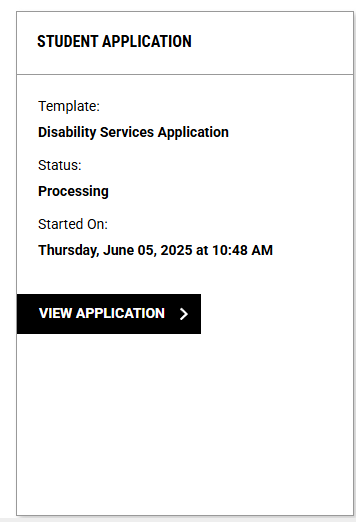 STUDENT APPLICATION
Template:
Disability Services Application
Status:
Processing
Started On:
Thursday, June 05, 2025 at 10:48 AM
VIEW APPLICATION